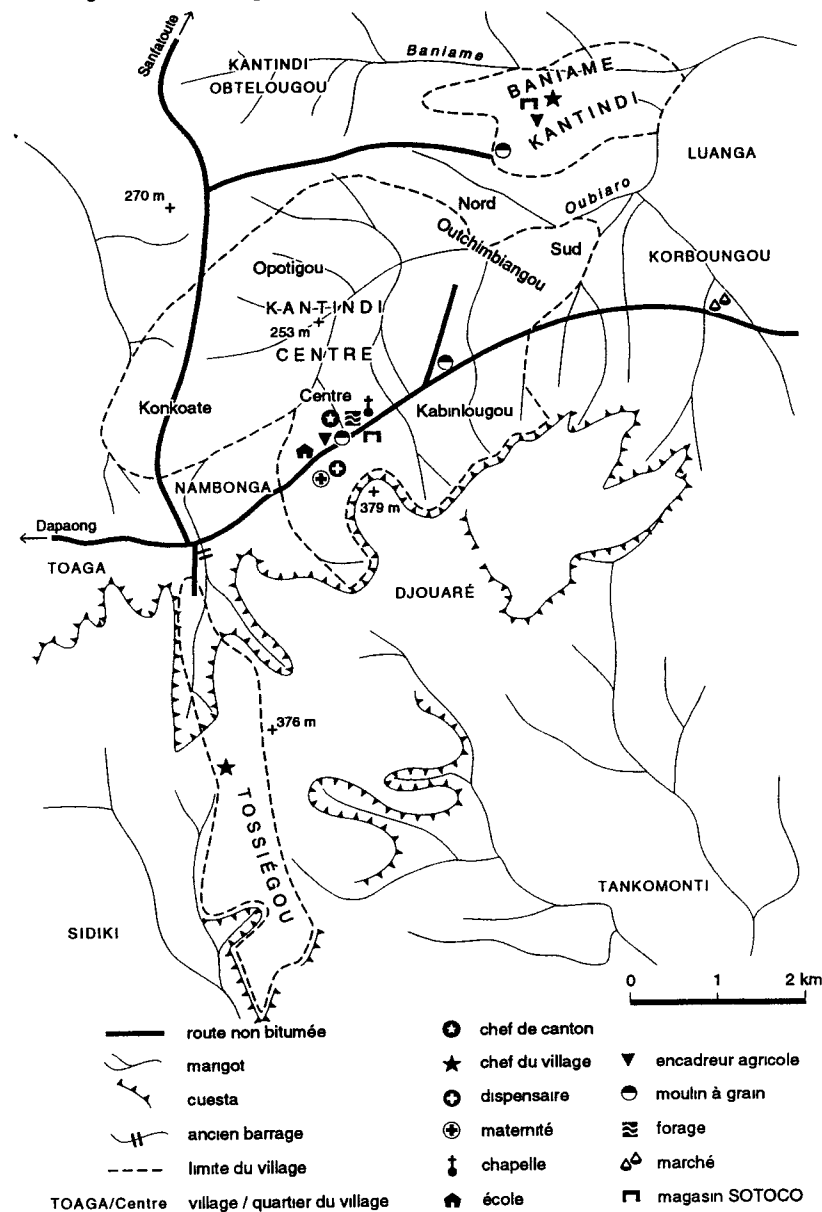 Sanfatoute
Baniame
KANTINDI
OBTELOUGOU
BANIAME
KANTINDI
LUANGA
270 m
Nord
Oubiaro
Outchimbiangou
Sud
Opotigou
KORBOUNGOU
KANTINDI
253 m
CENTRE
Centre
Konkoate
Kabinlougou
NAMBONGA
379 m
Dapaong
TOAGA
DJOUARÉ
376 m
TOSSIÉGOU
TANKOMONTI
SIDIKI
0 1 2 km
route non bitumée
marigot
cuesta
ancien barrage
limite du village
TOAGA/Centre village / quartier du village
chef de canton
chef du village
dispensaire
maternité
chapelle
école
encadreur agricole
moulin à grain
forage
marché
magasin SOTOCO